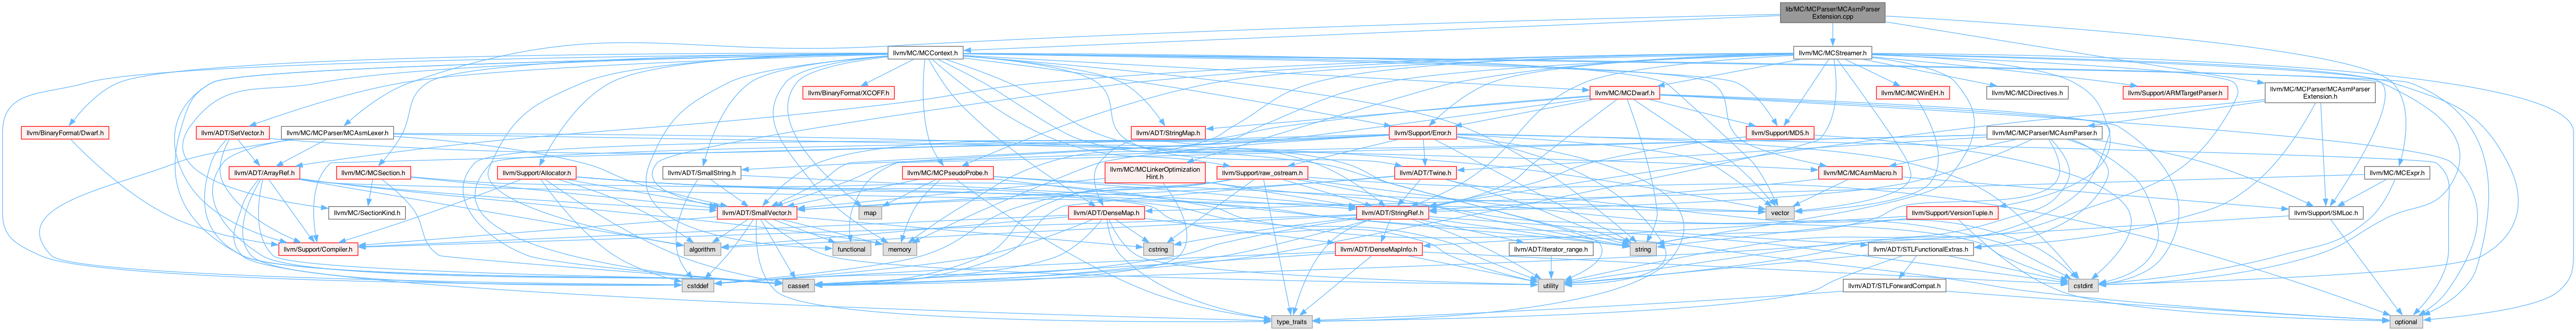 lib/MC/MCParser/MCAsmParser
Extension.cpp
llvm/MC/MCContext.h
llvm/MC/MCStreamer.h
llvm/BinaryFormat/XCOFF.h
llvm/MC/MCDwarf.h
llvm/MC/MCWinEH.h
llvm/MC/MCDirectives.h
llvm/Support/ARMTargetParser.h
llvm/MC/MCParser/MCAsmParser
Extension.h
llvm/BinaryFormat/Dwarf.h
llvm/ADT/SetVector.h
llvm/MC/MCParser/MCAsmLexer.h
llvm/ADT/StringMap.h
llvm/Support/Error.h
llvm/Support/MD5.h
llvm/MC/MCParser/MCAsmParser.h
llvm/ADT/ArrayRef.h
llvm/MC/MCSection.h
llvm/Support/Allocator.h
llvm/ADT/SmallString.h
llvm/MC/MCPseudoProbe.h
llvm/MC/MCLinkerOptimization
Hint.h
llvm/Support/raw_ostream.h
llvm/ADT/Twine.h
llvm/MC/MCAsmMacro.h
llvm/MC/MCExpr.h
llvm/MC/SectionKind.h
llvm/ADT/SmallVector.h
map
llvm/ADT/DenseMap.h
llvm/ADT/StringRef.h
vector
llvm/Support/VersionTuple.h
llvm/Support/SMLoc.h
llvm/Support/Compiler.h
algorithm
functional
memory
cstring
llvm/ADT/DenseMapInfo.h
llvm/ADT/iterator_range.h
string
llvm/ADT/STLFunctionalExtras.h
cstddef
cassert
utility
llvm/ADT/STLForwardCompat.h
cstdint
type_traits
optional